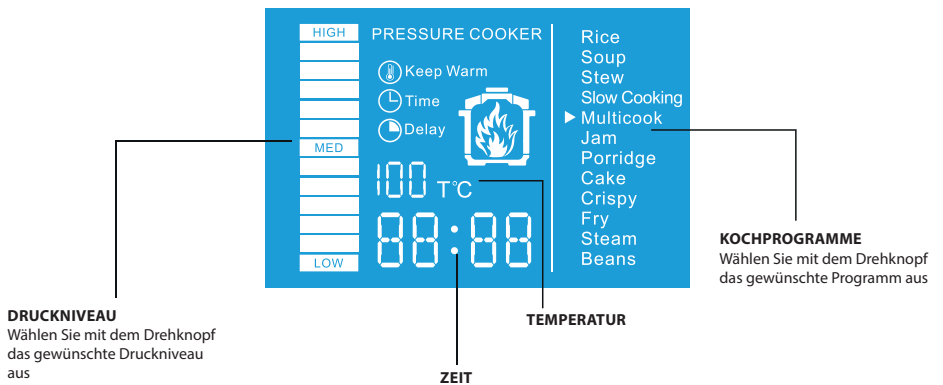 HIGH
MED
LOW
PRESSURE COOKER
Keep Warm
Time
Delay
100 T°C
88:88
Rice
Soup
Stew
Slow Cooking
Multicook
Jam
Porridge
Cake
Crispy
Fry
Steam
Beans
DRUCKNIVEAU
Wählen Sie mit dem Drehknopf
das gewünschte Druckniveau
aus
ZEIT
TEMPERATUR
KOCHPROGRAMME
Wählen Sie mit dem Drehknopf
das gewünschte Programm aus